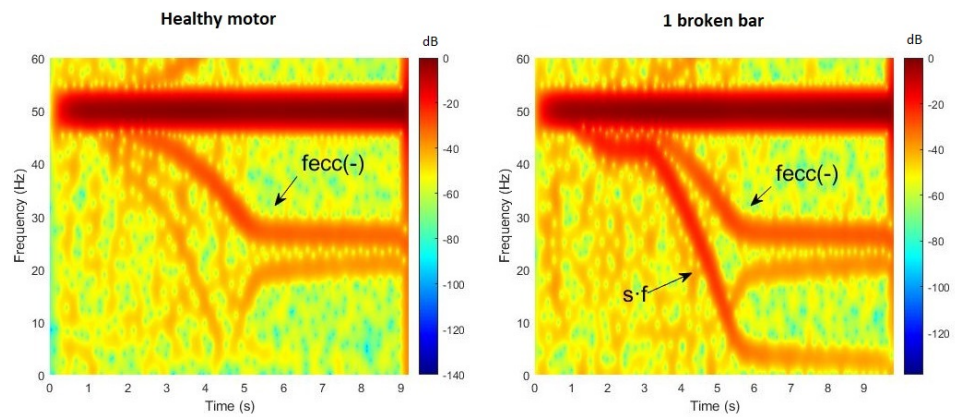 Healthy motor
dB
60
50
40
30
20
10
0
Frequency (Hz)
0 1 2 3 4 5 6 7 8 9
Time (s)
fecc(-)
0
-20
-40
-60
-80
-100
-120
-140
1 broken bar
dB
60
50
40
30
20
10
0
Frequency (Hz)
0 1 2 3 4 5 6 7 8 9
Time (s)
fecc(-)
s·f
0
-20
-40
-60
-80
-100
-120